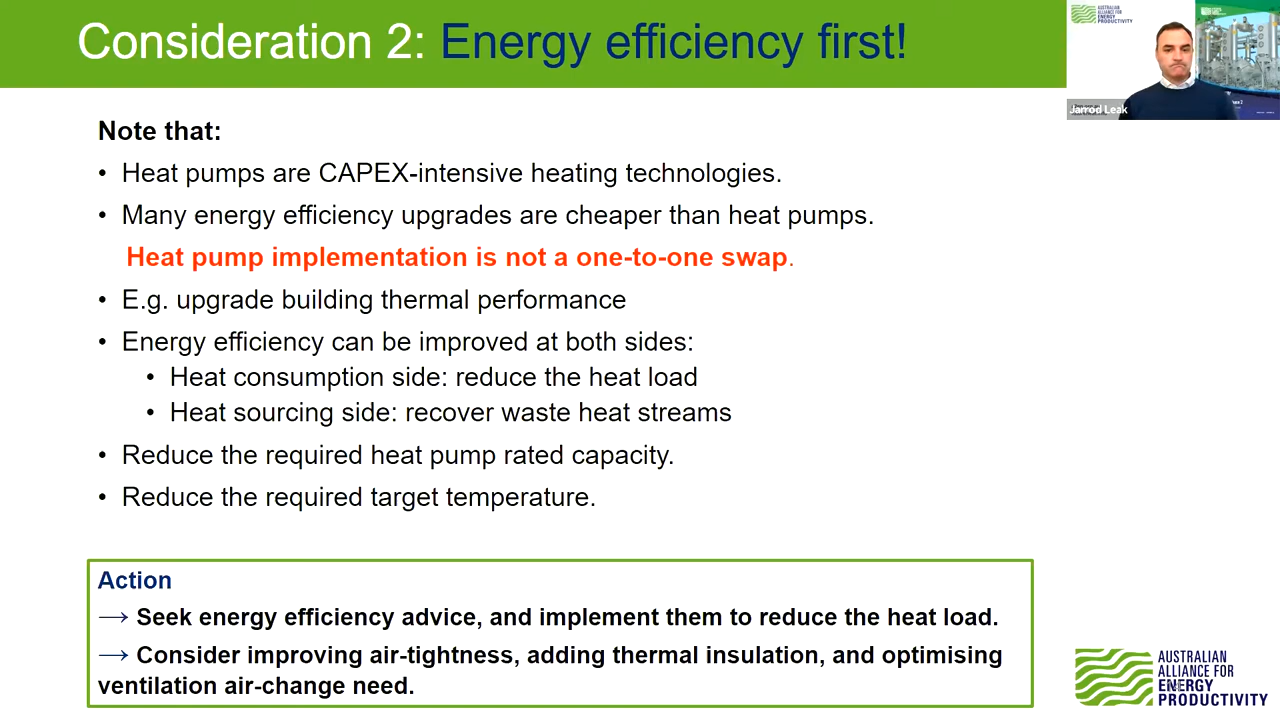 Consideration 2: Energy efficiency first!
AUSTRALIAN
ALLIANCE FOR
ENERGY
PRODUCTIVITY
Jarrod Leak
Note that:
• Heat pumps are CAPEX-intensive heating technologies.
• Many energy efficiency upgrades are cheaper than heat pumps.
Heat pump implementation is not a one-to-one swap.
• E.g. upgrade building thermal performance
• Energy efficiency can be improved at both sides:
• Heat consumption side: reduce the heat load
• Heat sourcing side: recover waste heat streams
• Reduce the required heat pump rated capacity.
• Reduce the required target temperature.
Action
→ Seek energy efficiency advice, and implement them to reduce the heat load.
→ Consider improving air-tightness, adding thermal insulation, and optimising
ventilation air-change need.
AUSTRALIAN
ALLIANCE FOR
ENERGY
PRODUCTIVITY